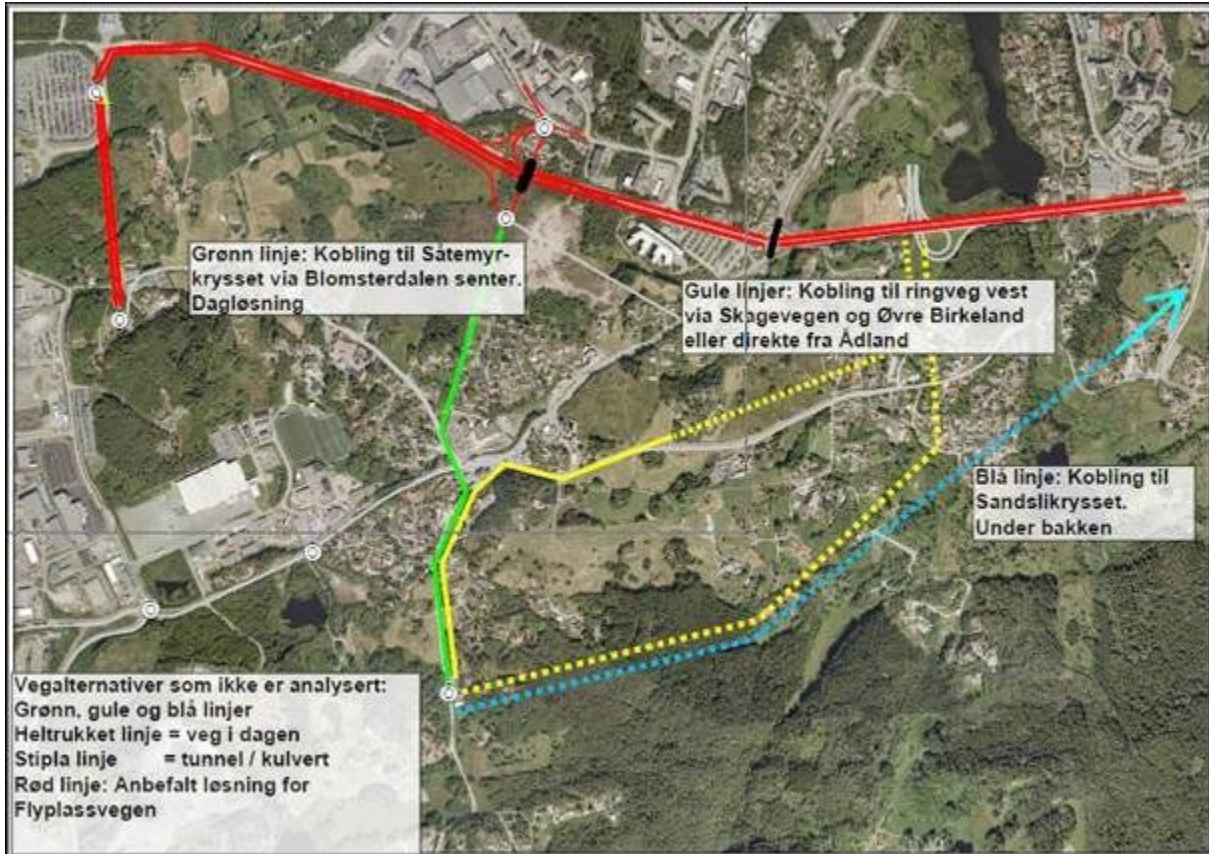 Grønn linje: Kobling til Såtemyr-
krysset via Blomsterdalen senter.
Dagløsning
Gule linjer: Kobling til ringveg vest
via Skagevegen og Øvre Birkeland
eller direkte fra Ådland
Blå linje: Kobling til
Sandslikrysset.
Under bakken
Vegalternativer som ikke er analysert:
Grønn, gule og blå linjer
Heltrukket linje = veg i dagen
Stipla linje = tunnel / kulvert
Rød linje: Anbefalt løsning for
Flyplassvegen